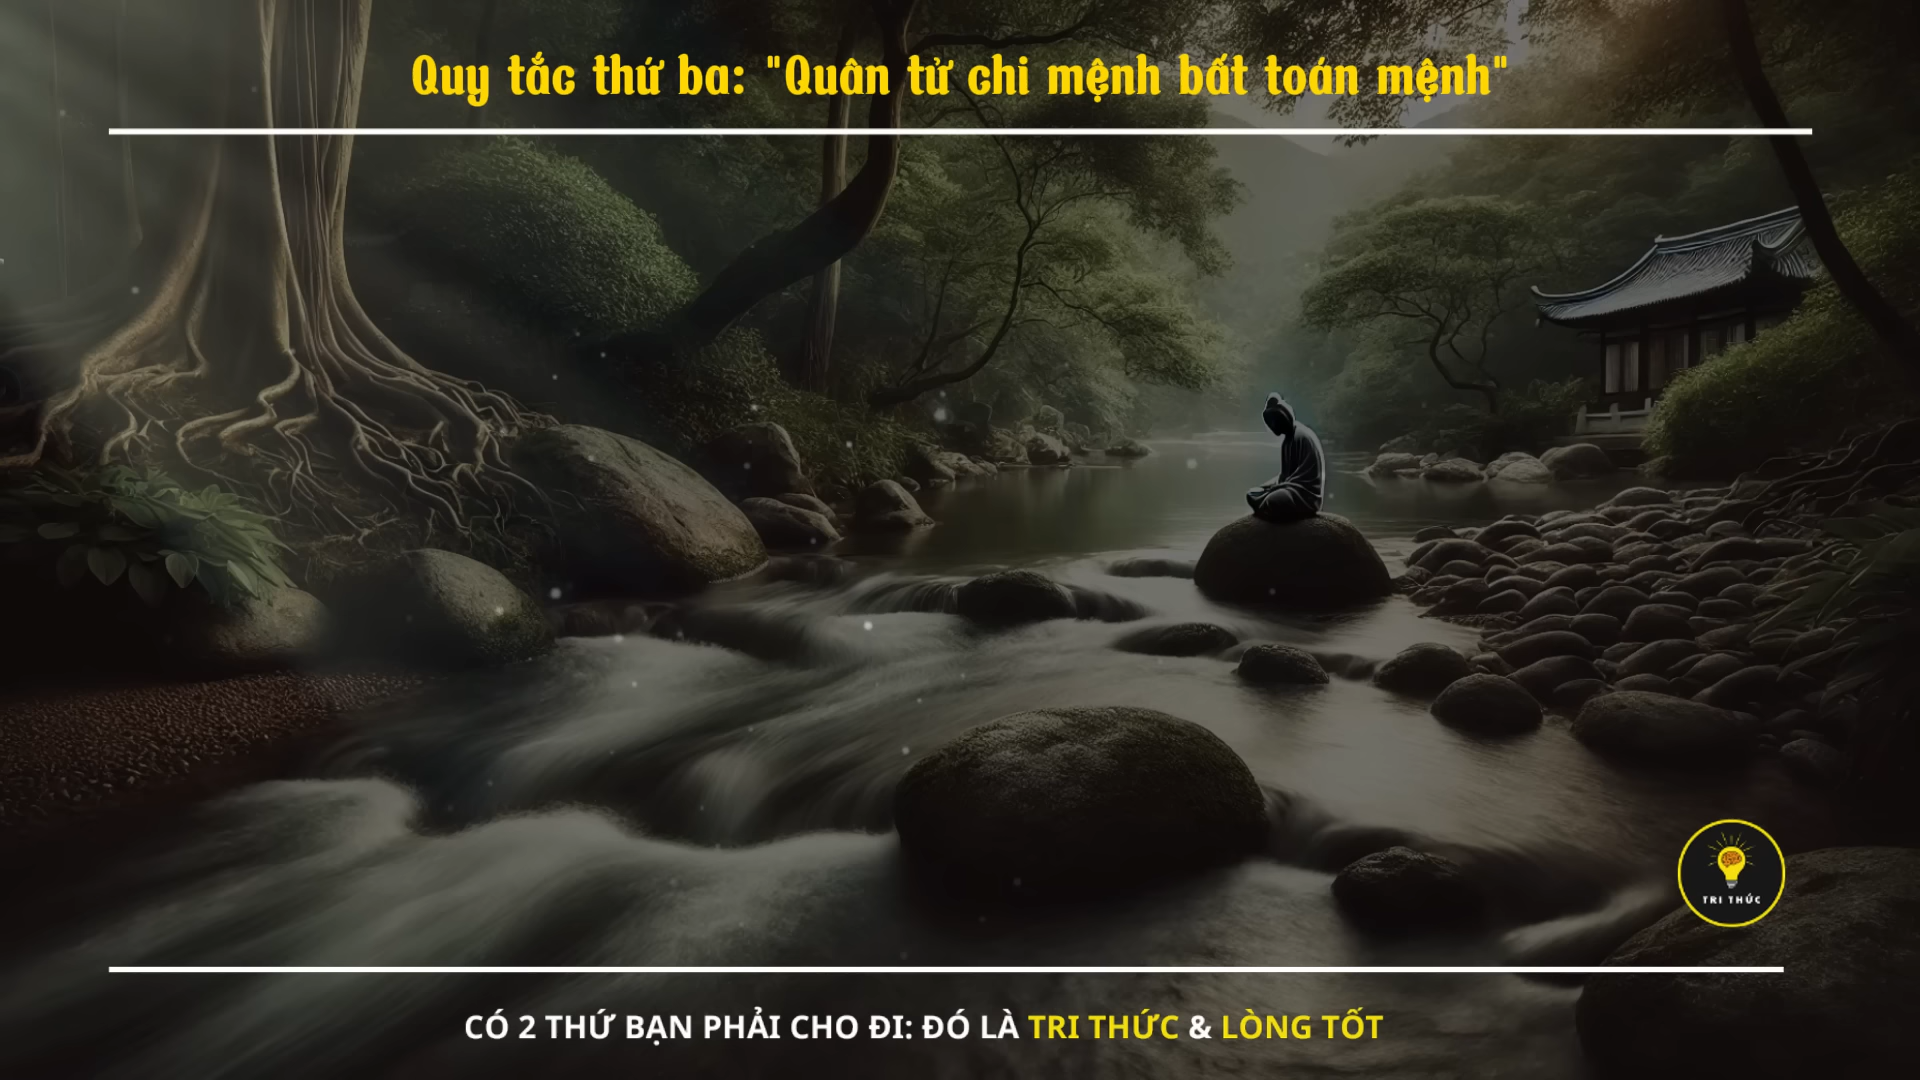 Quy tắc thứ ba: "Quân tử chi mệnh bất toán mệnh"
TRI THỨC
CÓ 2 THỨ BẠN PHẢI CHO ĐI: ĐÓ LÀ TRI THỨC & LÒNG TỐT